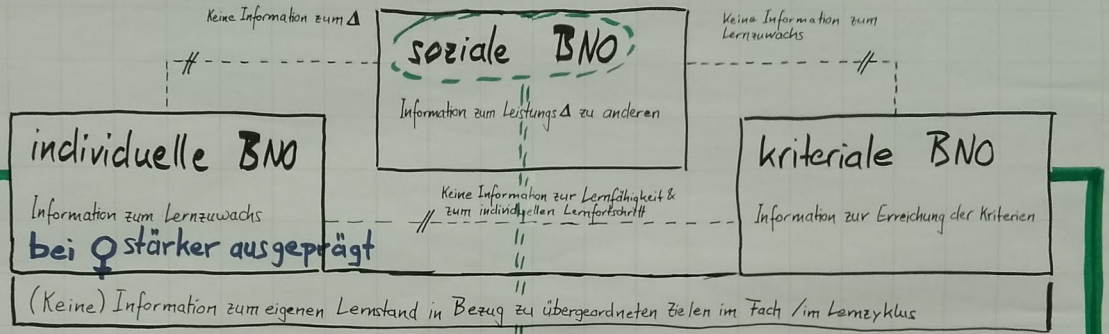 Keine Information zum Δ
soziale BNO
Keine Information zum
Lernzuwachs
Information zum Leistungs Δ zu anderen
individuelle BNO
Information zum Lernzuwachs
bei ♀ stärker ausgeprägt
Keine Information zur Lernfähigkeit &
zum individuellen Lernfortschritt
kriteriale BNO
Information zur Erreichung der Kriterien
(Keine) Information zum eigenen Lernstand in Bezug zu übergeordneten Zielen im Fach / im Lernzyklus